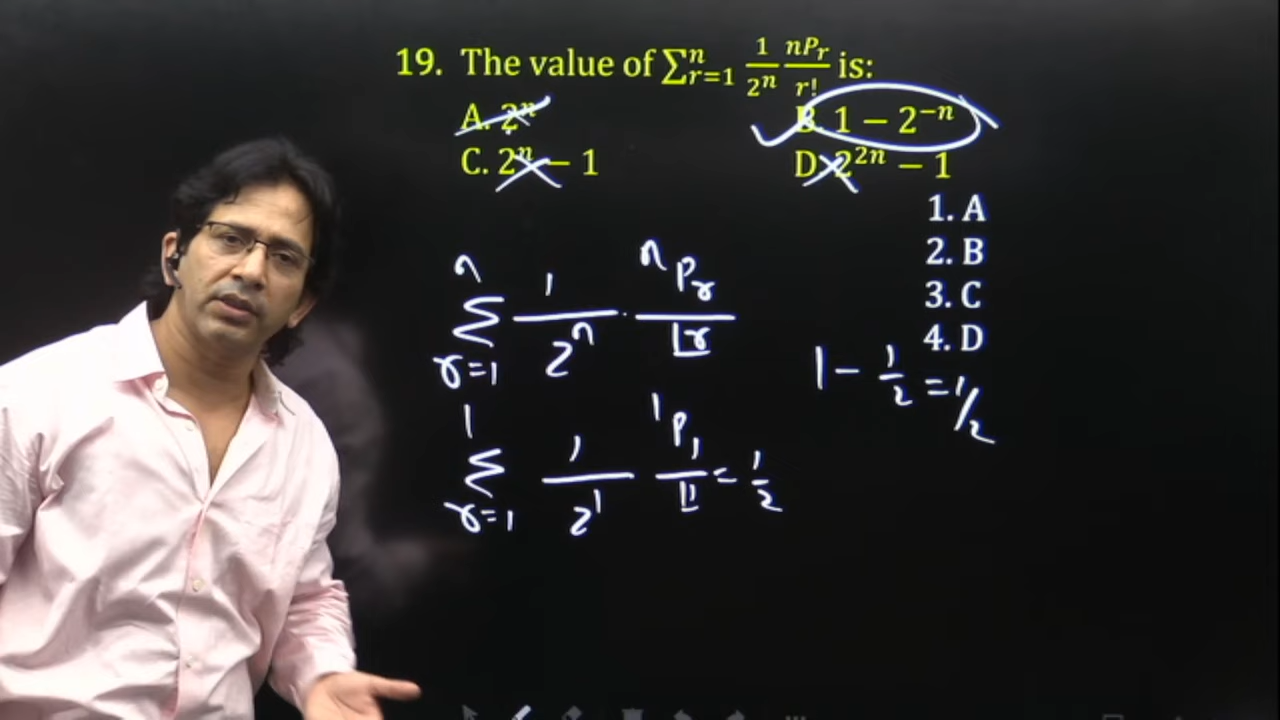 19. The value of ∑ⁿᵣ₌₁ 1/2ⁿ nPᵣ/r! is:
A. 2ⁿ
B. 1 − 2⁻ⁿ
C. 2ⁿ − 1
D. 2²ⁿ − 1
1. A
2. B
3. C
4. D
n ∑ r=1 1/2ⁿ · ⁿPᵣ/|r
1 − 1/2 = 1/2
1 ∑ r=1 1/2¹ ¹P₁/|1 = 1/2